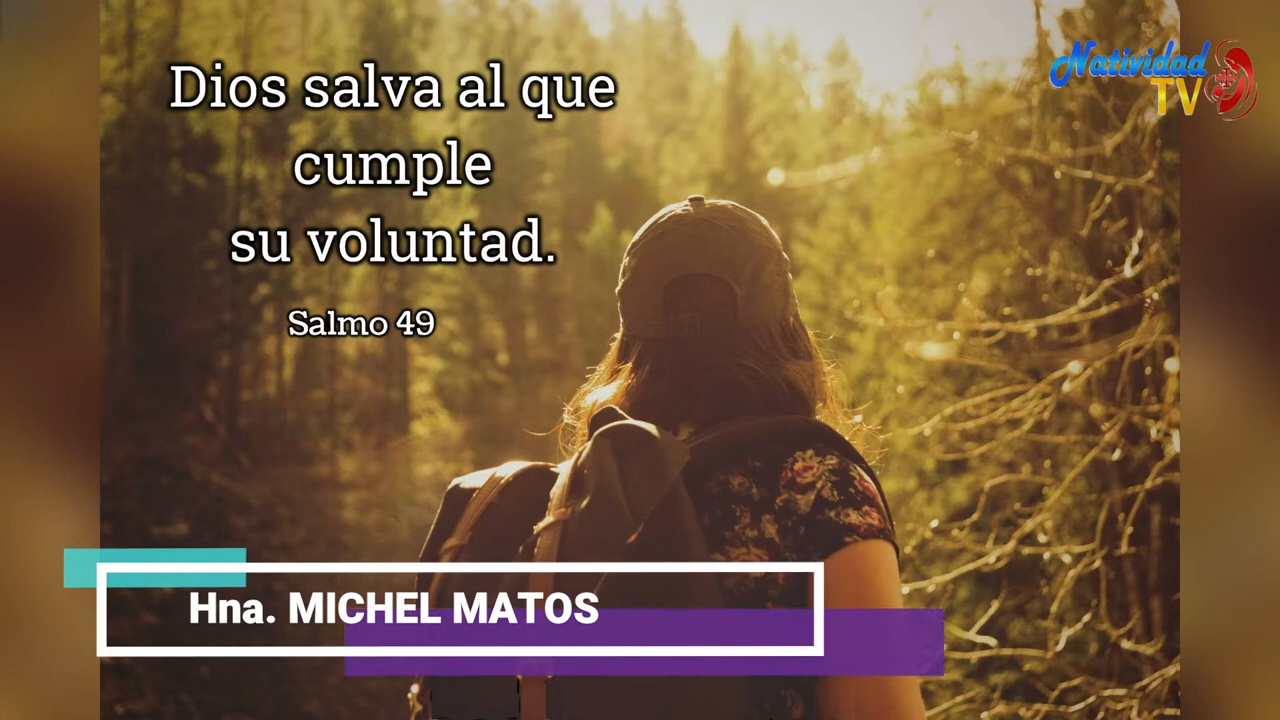 Dios salva al que
cumple
su voluntad.
Salmo 49
Natividad
TV
Hna. MICHEL MATOS